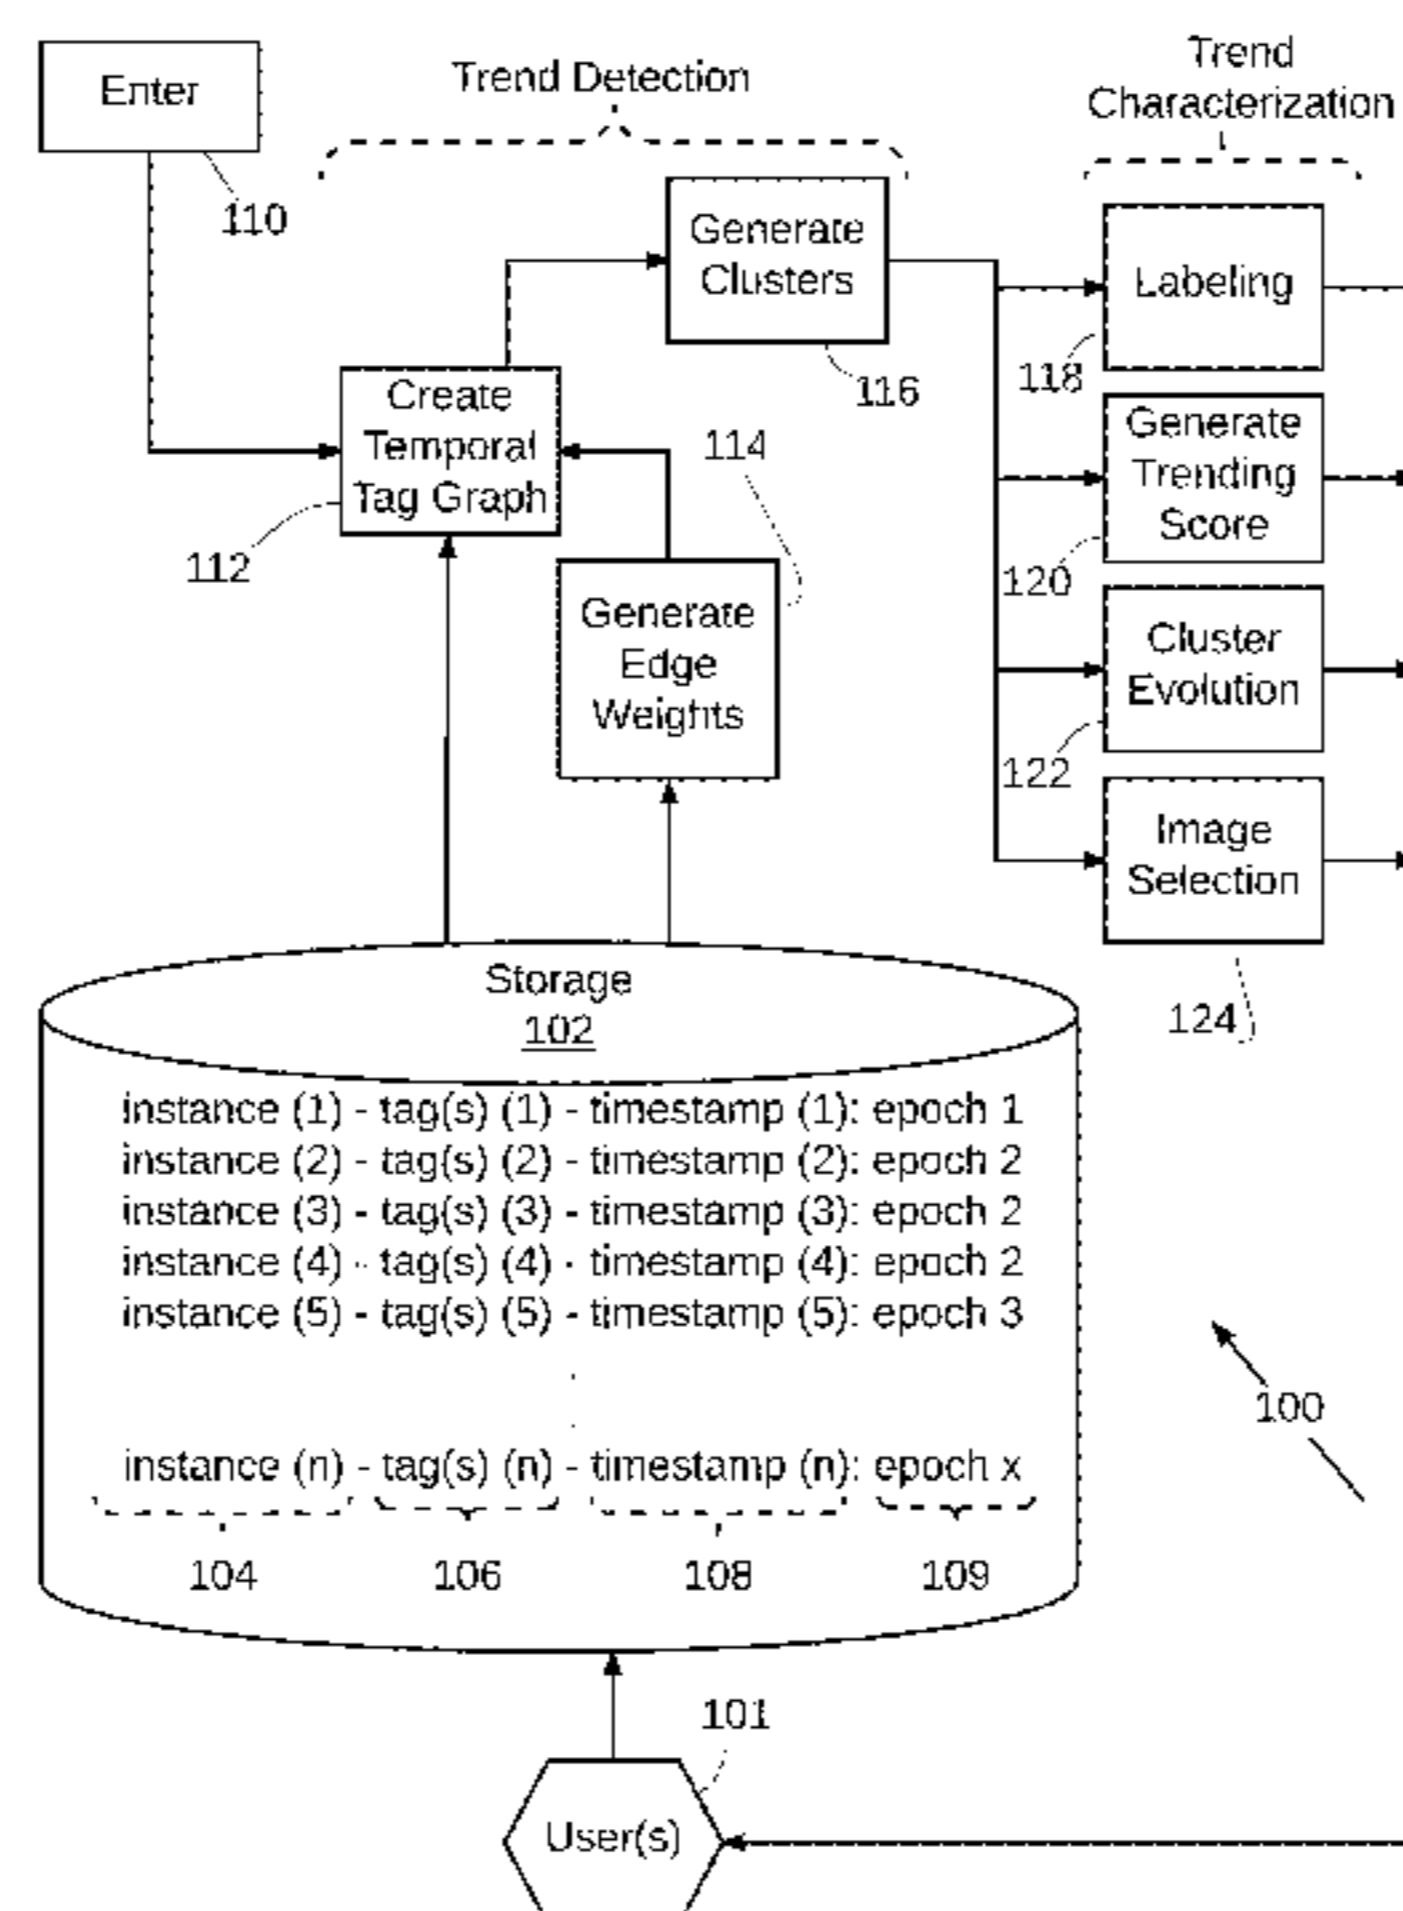 Enter
110
Trend Detection
Trend
Characterization
Generate
Clusters
116
Create
Temporal
Tag Graph
112
114
Generate
Edge
Weights
Labeling
118
Generate
Trending
Score
120
Cluster
Evolution
122
Image
Selection
124
Storage
102
instance (1) - tag(s) (1) - timestamp (1): epoch 1
instance (2) - tag(s) (2) - timestamp (2): epoch 2
instance (3) - tag(s) (3) - timestamp (3): epoch 2
instance (4) - tag(s) (4) - timestamp (4): epoch 2
instance (5) - tag(s) (5) - timestamp (5): epoch 3
.
.
instance (n) - tag(s) (n) - timestamp (n): epoch x
104 106 108 109
100
101
User(s)